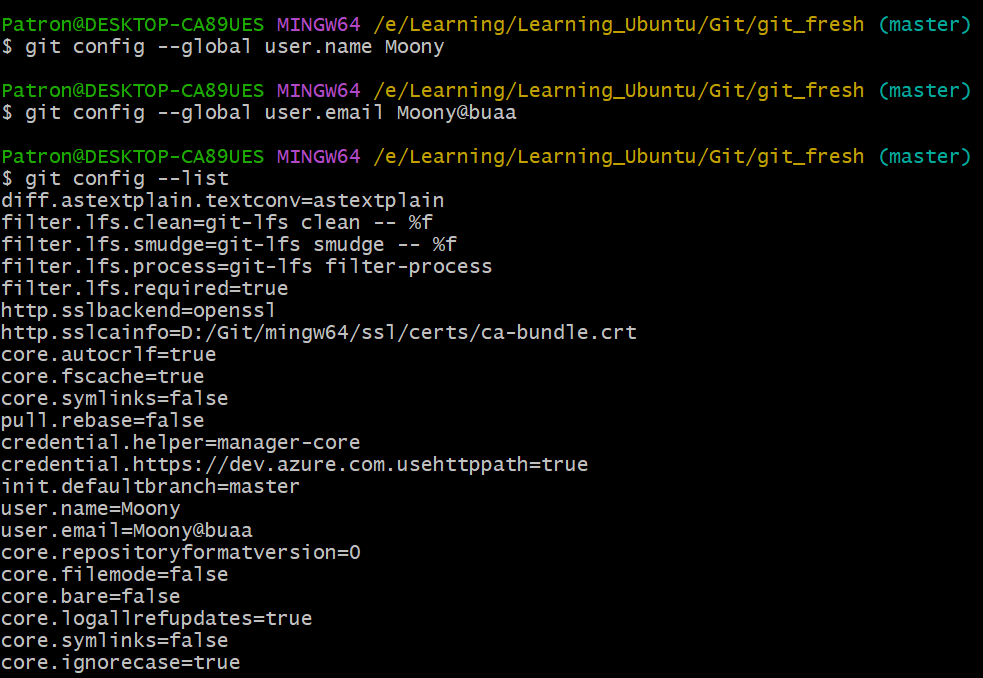 Patron@DESKTOP-CA89UES MINGW64 /e/Learning/Learning_Ubuntu/Git/git_fresh (master)
$ git config --global user.name Moony
Patron@DESKTOP-CA89UES MINGW64 /e/Learning/Learning_Ubuntu/Git/git_fresh (master)
$ git config --global user.email Moony@buaa
Patron@DESKTOP-CA89UES MINGW64 /e/Learning/Learning_Ubuntu/Git/git_fresh (master)
$ git config --list
diff.astextplain.textconv=astextplain
filter.lfs.clean=git-lfs clean -- %f
filter.lfs.smudge=git-lfs smudge -- %f
filter.lfs.process=git-lfs filter-process
filter.lfs.required=true
http.sslbackend=openssl
http.sslcainfo=D:/Git/mingw64/ssl/certs/ca-bundle.crt
core.autocrlf=true
core.fscache=true
core.symlinks=false
pull.rebase=false
credential.helper=manager-core
credential.https://dev.azure.com.usehttppath=true
init.defaultbranch=master
user.name=Moony
user.email=Moony@buaa
core.repositoryformatversion=0
core.filemode=false
core.bare=false
core.logallrefupdates=true
core.symlinks=false
core.ignorecase=true